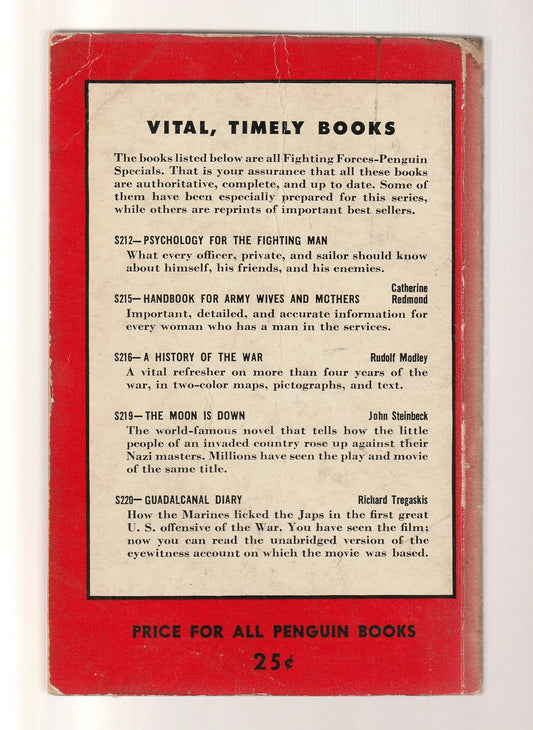 VITAL, TIMELY BOOKS
The books listed below are all Fighting Forces-Penguin
Specials. That is your assurance that all these books
are authoritative, complete, and up to date. Some of
them have been especially prepared for this series,
while others are reprints of important best sellers.
S212—PSYCHOLOGY FOR THE FIGHTING MAN
What every officer, private, and sailor should know
about himself, his friends, and his enemies.
S215—HANDBOOK FOR ARMY WIVES AND MOTHERS Catherine
Redmond
Important, detailed, and accurate information for
every woman who has a man in the services.
S216—A HISTORY OF THE WAR Rudolf Modley
A vital refresher on more than four years of the
war, in two-color maps, pictographs, and text.
S219—THE MOON IS DOWN John Steinbeck
The world-famous novel that tells how the little
people of an invaded country rose up against their
Nazi masters. Millions have seen the play and movie
of the same title.
S220—GUADALCANAL DIARY Richard Tregaskis
How the Marines licked the Japs in the first great
U. S. offensive of the War. You have seen the film;
now you can read the unabridged version of the
eyewitness account on which the movie was based.
PRICE FOR ALL PENGUIN BOOKS
25¢